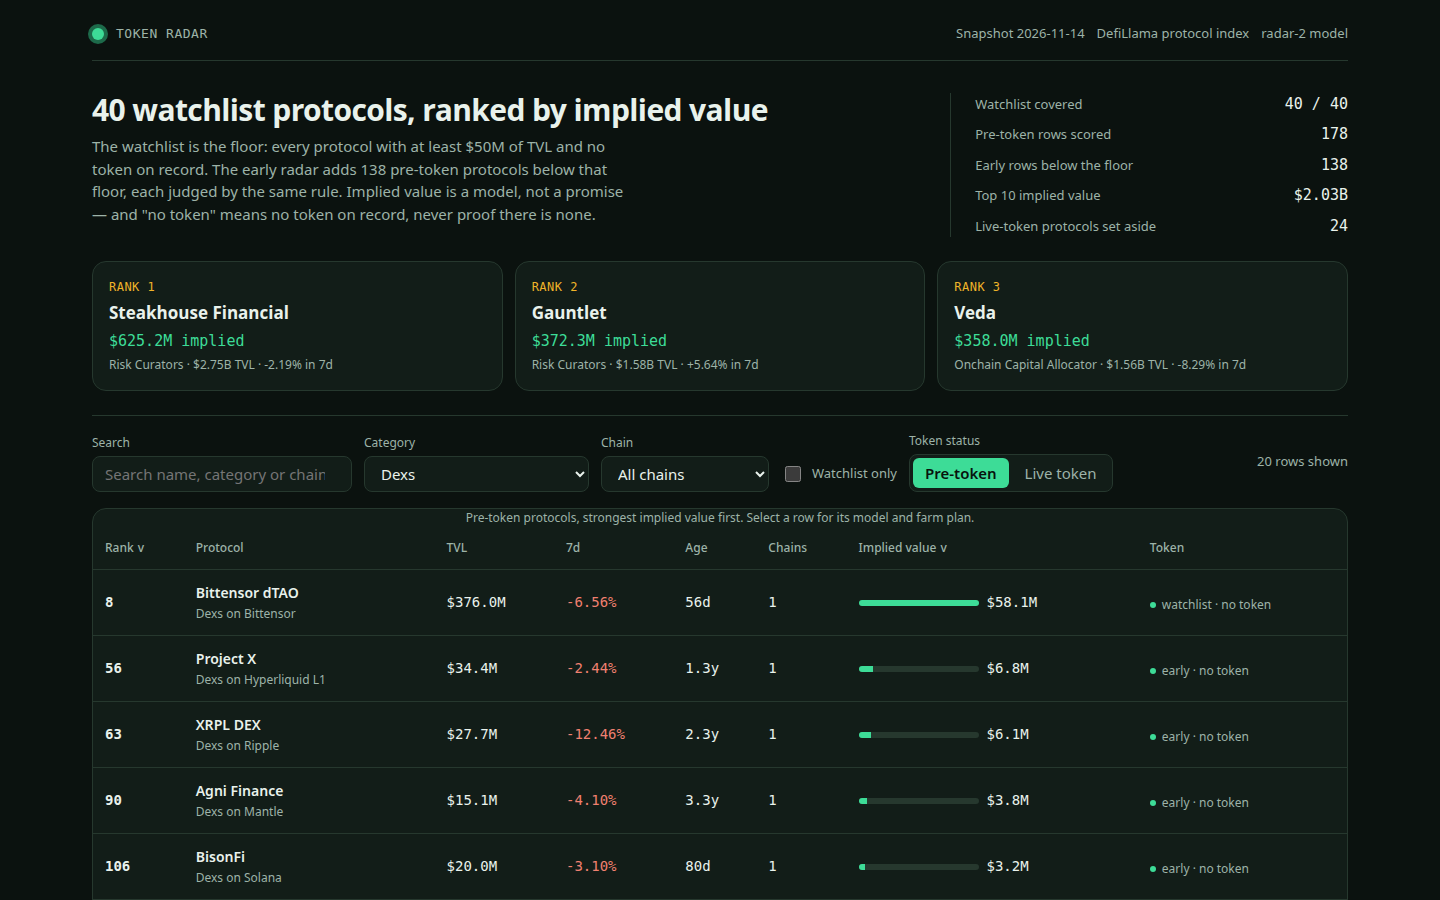 TOKEN RADAR
Snapshot 2026-11-14 DefiLlama protocol index radar-2 model
40 watchlist protocols, ranked by implied value
The watchlist is the floor: every protocol with at least $50M of TVL and no
token on record. The early radar adds 138 pre-token protocols below that
floor, each judged by the same rule. Implied value is a model, not a promise
— and "no token" means no token on record, never proof there is none.
Watchlist covered 40 / 40
Pre-token rows scored 178
Early rows below the floor 138
Top 10 implied value $2.03B
Live-token protocols set aside 24
RANK 1
Steakhouse Financial
$625.2M implied
Risk Curators · $2.75B TVL · -2.19% in 7d
RANK 2
Gauntlet
$372.3M implied
Risk Curators · $1.58B TVL · +5.64% in 7d
RANK 3
Veda
$358.0M implied
Onchain Capital Allocator · $1.56B TVL · -8.29% in 7d
Search
Search name, category or chain
Category
Dexs
Chain
All chains
Watchlist only
Token status
Pre-token Live token
20 rows shown
Pre-token protocols, strongest implied value first. Select a row for its model and farm plan.
Rank v Protocol TVL 7d Age Chains Implied value v Token
8 Bittensor dTAO $376.0M -6.56% 56d 1 $58.1M watchlist · no token
Dexs on Bittensor
56 Project X $34.4M -2.44% 1.3y 1 $6.8M early · no token
Dexs on Hyperliquid L1
63 XRPL DEX $27.7M -12.46% 2.3y 1 $6.1M early · no token
Dexs on Ripple
90 Agni Finance $15.1M -4.10% 3.3y 1 $3.8M early · no token
Dexs on Mantle
106 BisonFi $20.0M -3.10% 80d 1 $3.2M early · no token
Dexs on Solana